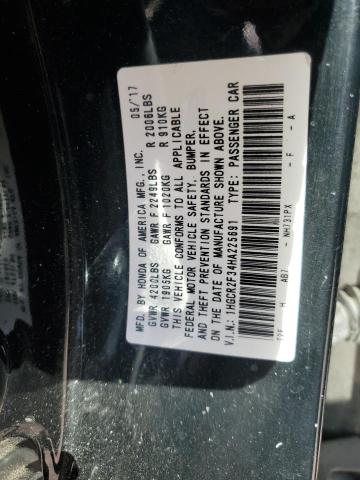 MFD. BY HONDA OF AMERICA MFG., INC. 05/'17
GVWR 4200LBS GAWR F 2249LBS R 2006LBS
GVWR 1905KG GAWR F 1020KG R 910KG
THIS VEHICLE CONFORMS TO ALL APPLICABLE
FEDERAL MOTOR VEHICLE SAFETY, BUMPER,
AND THEFT PREVENTION STANDARDS IN EFFECT
ON THE DATE OF MANUFACTURE SHOWN ABOVE.
V.I.N.: 1HGCR2F34HA225691 TYPE: PASSENGER CAR
H AB7 - NH731PX - F - A